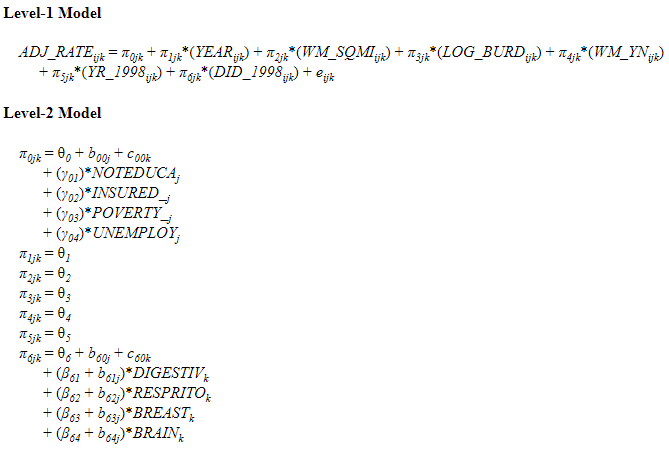 Level-1 Model
ADJ_RATEijk = π0jk + π1jk*(YEARijk) + π2jk*(WM_SQMIijk) + π3jk*(LOG_BURDijk) + π4jk*(WM_YNijk)
+ π5jk*(YR_1998ijk) + π6jk*(DID_1998ijk) + eijk
Level-2 Model
π0jk = θ0 + b00j + c00k
+ (γ01)*NOTEDUCAj
+ (γ02)*INSURED_j
+ (γ03)*POVERTY_j
+ (γ04)*UNEMPLOYj
π1jk = θ1
π2jk = θ2
π3jk = θ3
π4jk = θ4
π5jk = θ5
π6jk = θ6 + b60j + c60k
+ (β61 + b61j)*DIGESTIVk
+ (β62 + b62j)*RESPRITOk
+ (β63 + b63j)*BREASTk
+ (β64 + b64j)*BRAINk